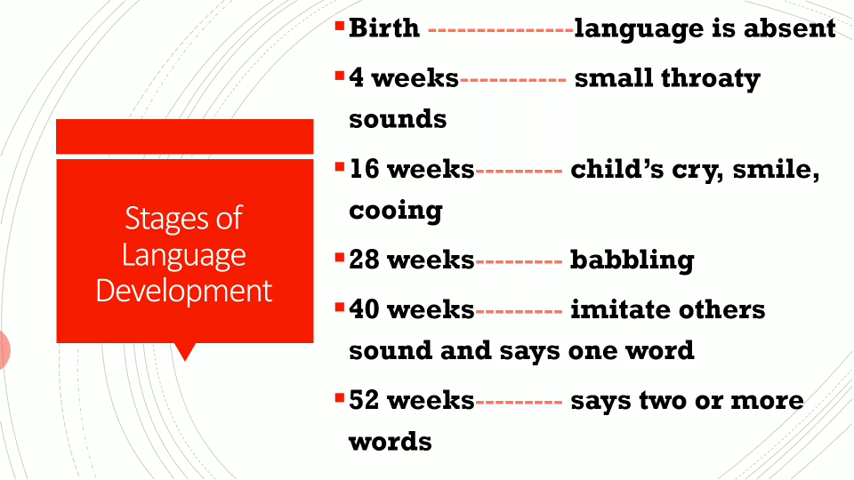 Stages of
Language
Development
Birth ---------------language is absent
4 weeks----------- small throaty
sounds
16 weeks--------- child's cry, smile,
cooing
28 weeks--------- babbling
40 weeks--------- imitate others
sound and says one word
52 weeks--------- says two or more
words